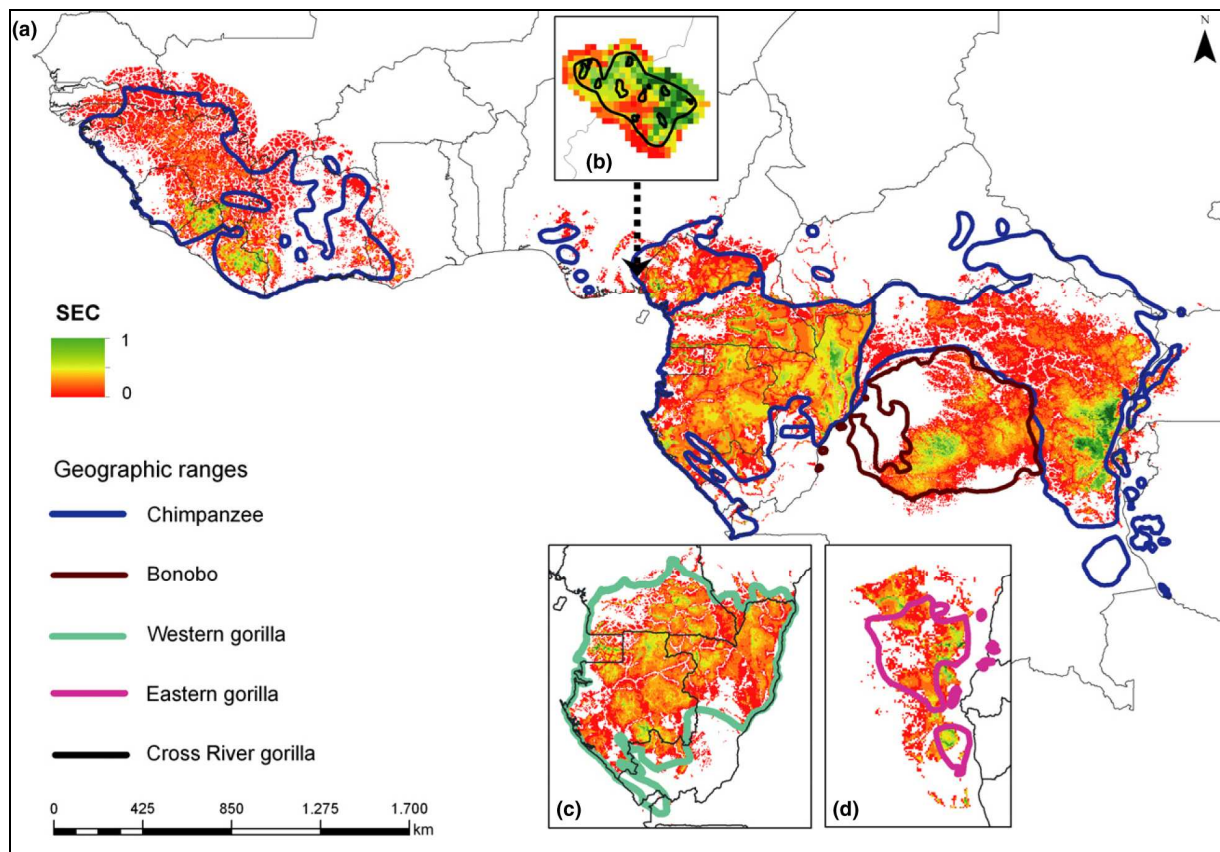 (a)
N
(b)
SEC
1
0
Geographic ranges
Chimpanzee
Bonobo
Western gorilla
Eastern gorilla
Cross River gorilla
0 425 850 1.275 1.700
km
(c)
(d)